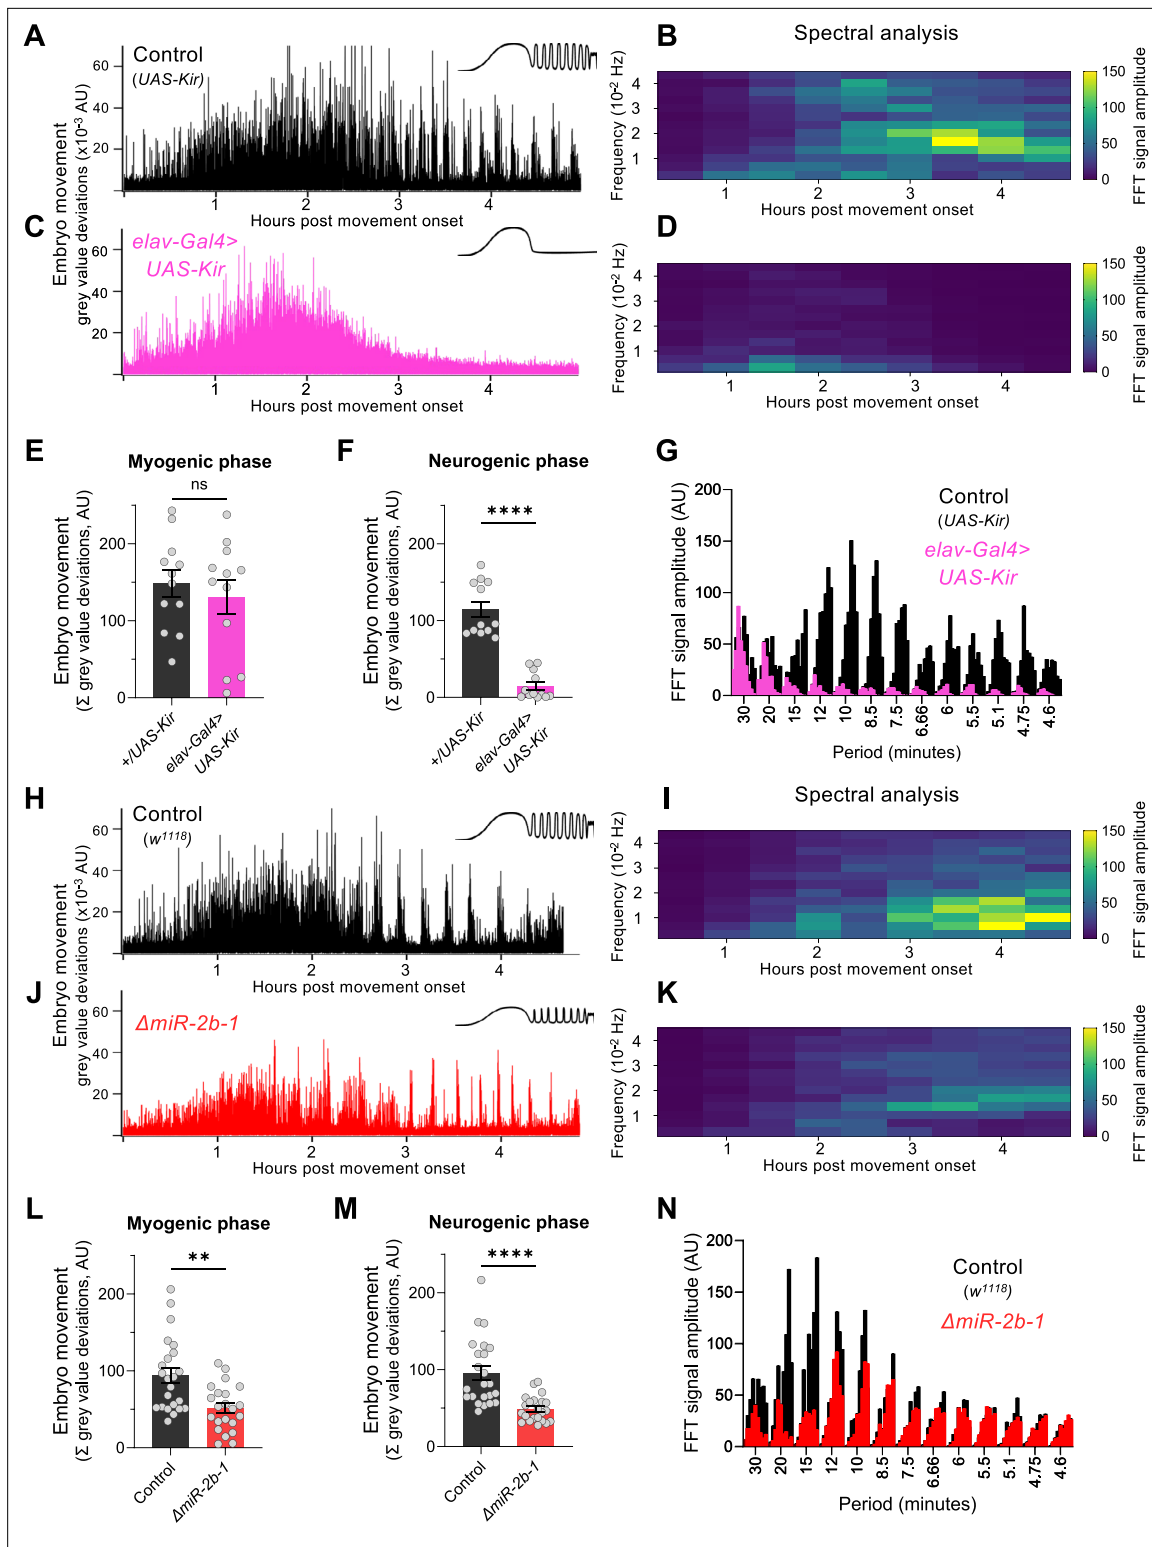 A
Control
(UAS-Kir)
60
40
20
1
2
3
4
Hours post movement onset
Embryo movement
grey value deviations (x10-3 AU)
B
Spectral analysis
Frequency (10-2 Hz)
4
3
2
1
1
2
3
4
Hours post movement onset
150
100
50
0
FFT signal amplitude
C
elav-Gal4>
UAS-Kir
60
40
20
1
2
3
4
Hours post movement onset
D
Frequency (10-2 Hz)
4
3
2
1
1
2
3
4
Hours post movement onset
150
100
50
0
FFT signal amplitude
E
Myogenic phase
ns
Embryo movement
(Σ grey value deviations, AU)
200
100
0
+/UAS-Kir
elav-Gal4>
UAS-Kir
F
Neurogenic phase
****
Embryo movement
(Σ grey value deviations, AU)
200
100
0
+/UAS-Kir
elav-Gal4>
UAS-Kir
G
FFT signal amplitude (AU)
200
150
100
50
0
Control
(UAS-Kir)
elav-Gal4>
UAS-Kir
30
20
15
12
10
8.5
7.5
6.66
6
5.5
5.1
4.75
4.6
Period (minutes)
H
Control
(w1118)
60
40
20
1
2
3
4
Hours post movement onset
Embryo movement
grey value deviations (x10-3 AU)
I
Spectral analysis
Frequency (10-2 Hz)
4
3
2
1
1
2
3
4
Hours post movement onset
150
100
50
0
FFT signal amplitude
J
ΔmiR-2b-1
60
40
20
1
2
3
4
Hours post movement onset
K
Frequency (10-2 Hz)
4
3
2
1
1
2
3
4
Hours post movement onset
150
100
50
0
FFT signal amplitude
L
Myogenic phase
**
Embryo movement
(Σ grey value deviations, AU)
200
100
0
Control
ΔmiR-2b-1
M
Neurogenic phase
****
Embryo movement
(Σ grey value deviations, AU)
200
100
0
Control
ΔmiR-2b-1
N
FFT signal amplitude (AU)
200
150
100
50
0
Control
(w1118)
ΔmiR-2b-1
30
20
15
12
10
8.5
7.5
6.66
6
5.5
5.1
4.75
4.6
Period (minutes)